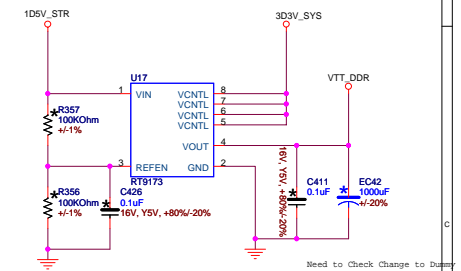 1D5V_STR
3D3V_SYS
VTT_DDR
U17
1 VIN VCNTL 8
VCNTL 7
VCNTL 6
VCNTL 5
VOUT 4
3 REFEN GND 2
RT9173
*R357
100KOhm
+/-1%
*R356
100KOhm
+/-1%
C426
*0.1uF
16V, Y5V, +80%/-20%
16V, Y5V, +80%/-20%
*C411
0.1uF
*EC42
1000uF
+/-20%
C
Need to Check Change to Dummy